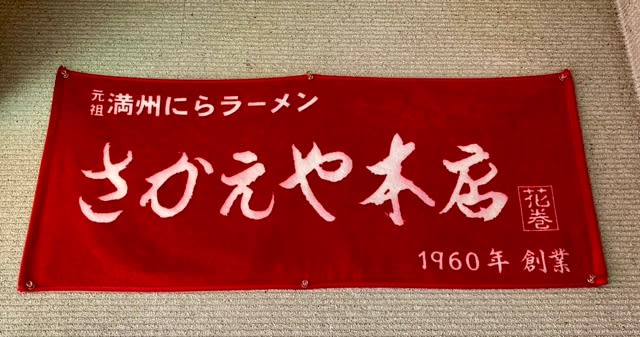 元祖 満州にらラーメン
さかえや本店
花巻
1960年 創業